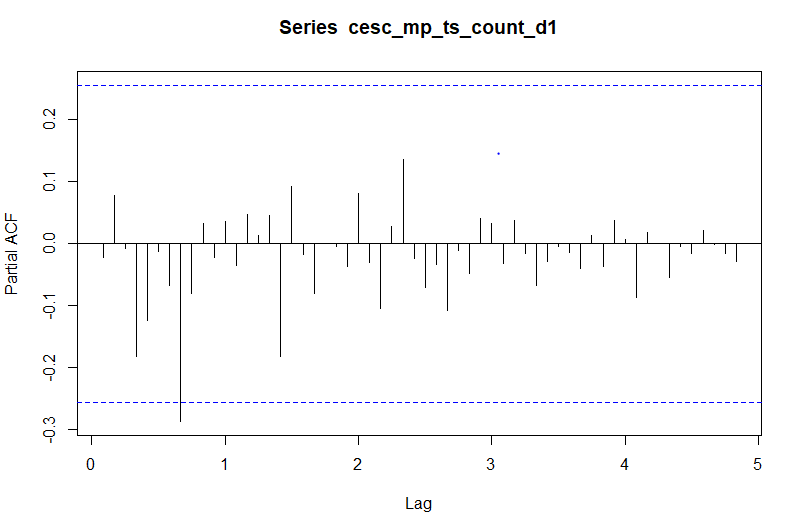 Series cesc_mp_ts_count_d1
Partial ACF
0.2
0.1
0.0
-0.1
-0.2
-0.3
0 1 2 3 4 5
Lag